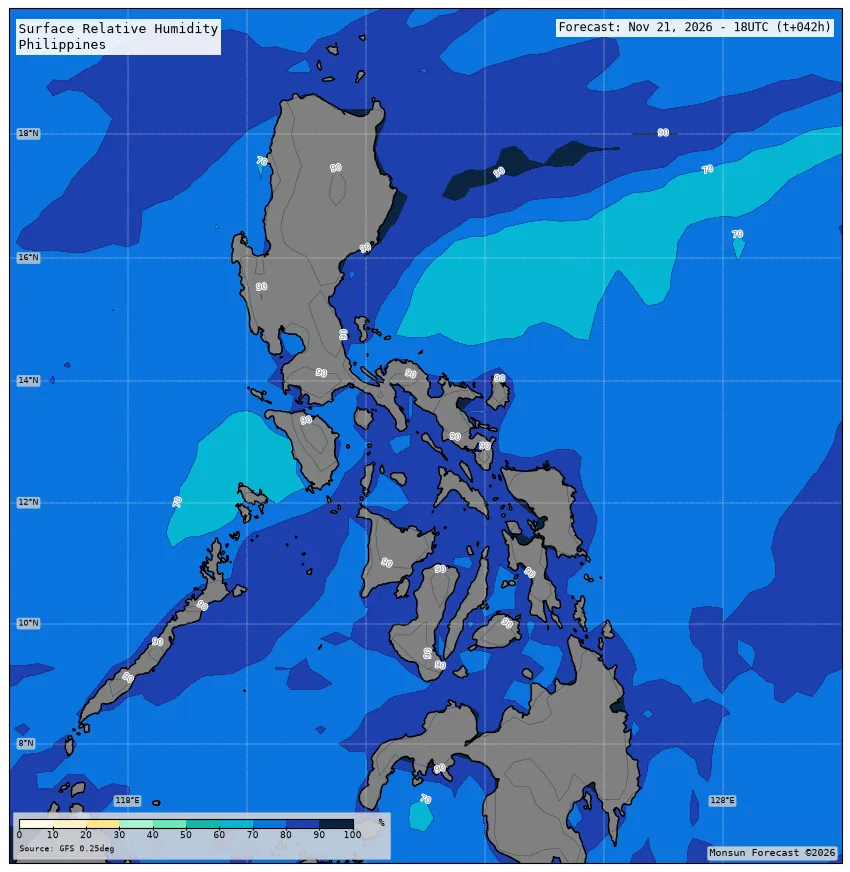 Surface Relative Humidity
Philippines
Forecast: Nov 21, 2026 - 18UTC (t+042h)
90
18°N
70
90
90
70
70
90
16°N
90
90
90
14°N
90
90
90
90
90
70
12°N
90
90
90
90
10°N
90
90
90
90
90
8°N
90
70
118°E
128°E
0 10 20 30 40 50 60 70 80 90 100 %
Source: GFS 0.25deg
Monsun Forecast ©2026